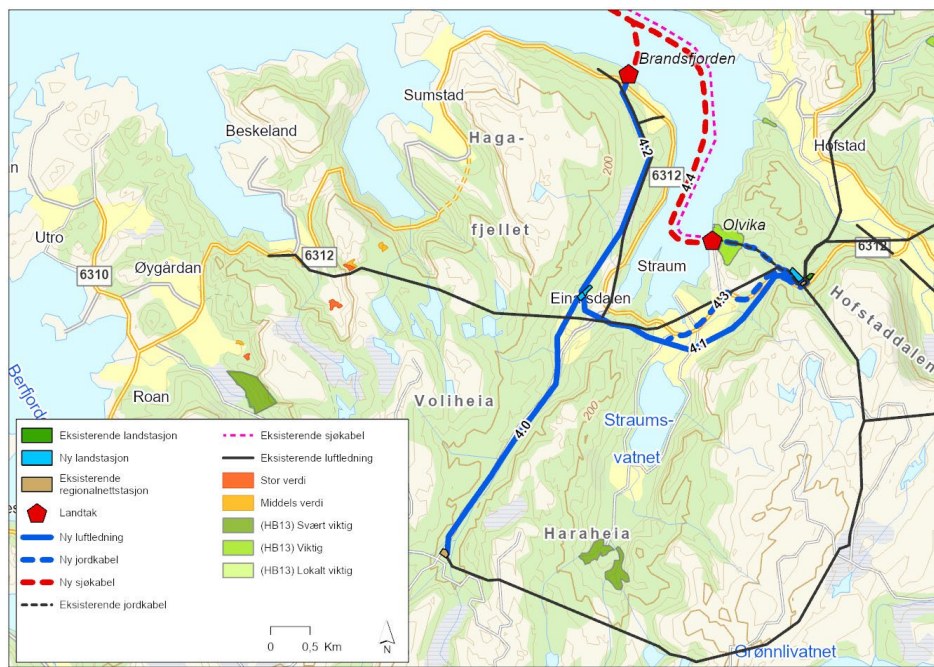 6312
Brandsfjorden
Sumstad
Beskeland
Haga-
Hofstad
200
4:2
6312
4:4
Utro
fjellet
Olvika
6312
6312
6310
Øygårdan
Straum
Einarsdalen
4:3
Hofstaddalen
4:1
Berfjord
Roan
Voliheia
200
Straums-
vatnet
4:0
Haraheia
Grønnlivatnet
Eksisterende landstasjon
Ny landstasjon
Eksisterende
regionalnettstasjon
Landtak
Ny luftledning
Ny jordkabel
Ny sjøkabel
Eksisterende jordkabel
Eksisterende sjøkabel
Eksisterende luftledning
Stor verdi
Middels verdi
(HB13) Svært viktig
(HB13) Viktig
(HB13) Lokalt viktig
0 0,5 Km
N